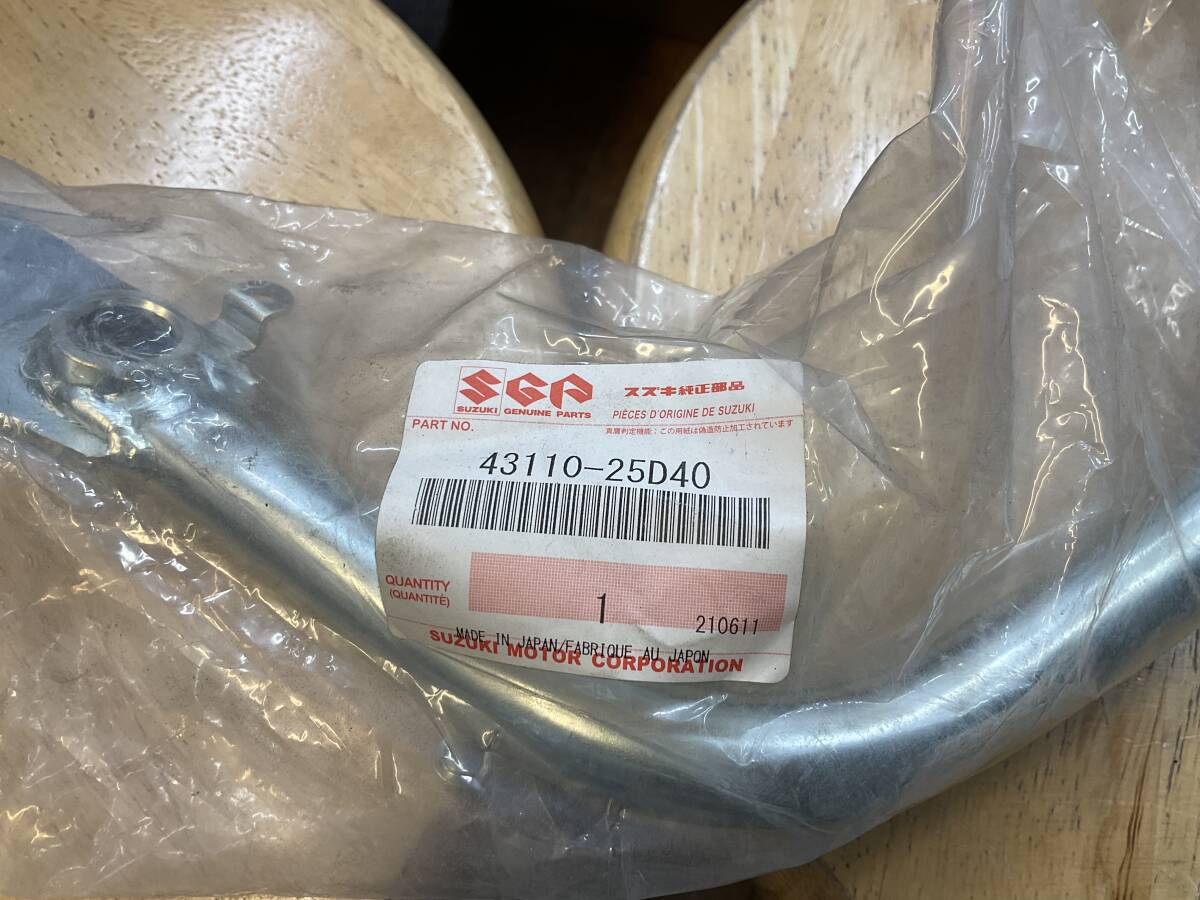 SGP スズキ純正部品
SUZUKI GENUINE PARTS PIÈCES D'ORIGINE DE SUZUKI
PART NO. 真贋判定機能：この用紙は偽造防止加工されています
43110-25D40
QUANTITY
(QUANTITÉ)
1 210611
MADE IN JAPAN/FABRIQUE AU JAPON
SUZUKI MOTOR CORPORATION